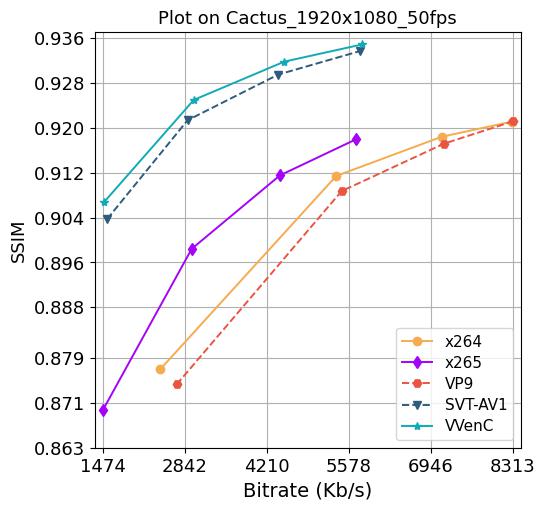 Plot on Cactus_1920x1080_50fps
SSIM
0.936
0.928
0.920
0.912
0.904
0.896
0.888
0.879
0.871
0.863
x264
x265
VP9
SVT-AV1
VVenC
1474 2842 4210 5578 6946 8313
Bitrate (Kb/s)